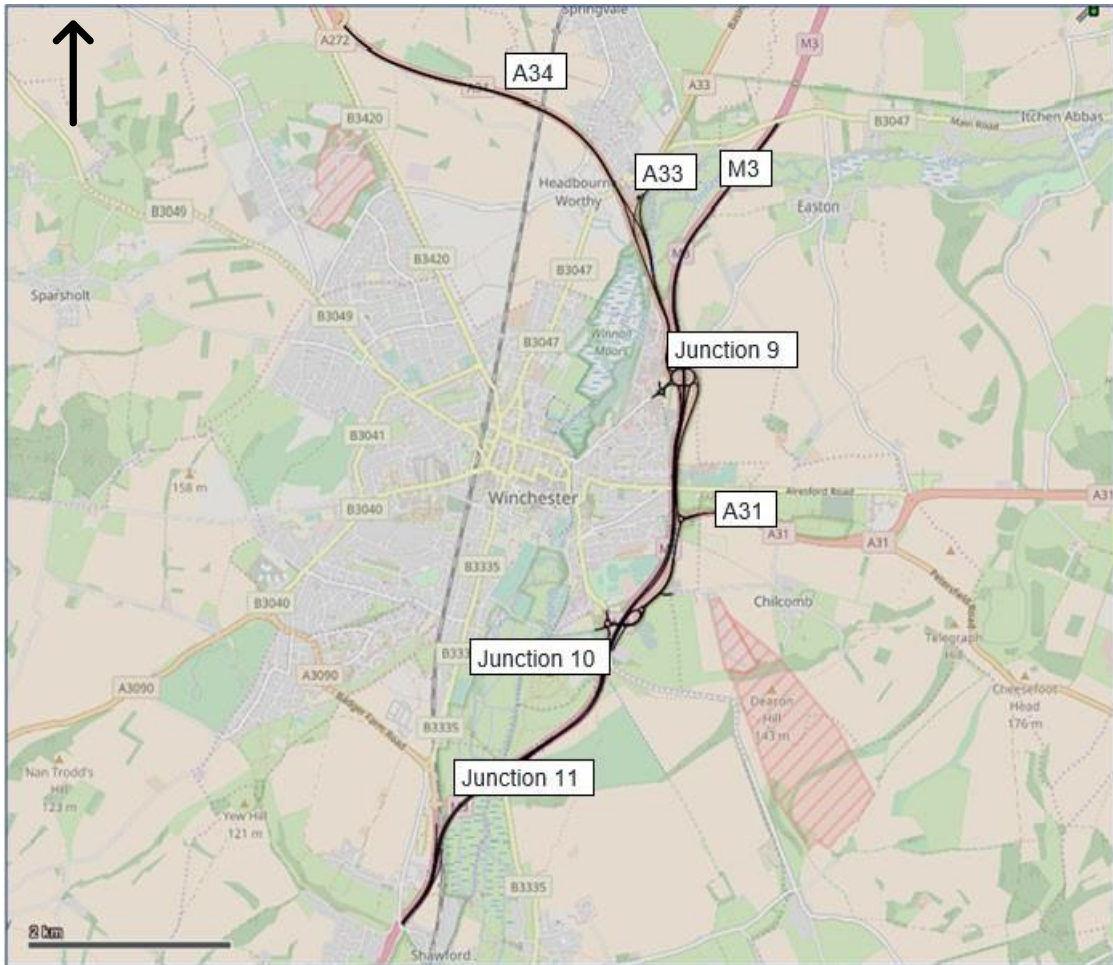 Springvale
A272
A34
A34
M3
A33
B3420
B3047
Main Road
Itchen Abbas
A33
M3
Headbourne
Worthy
B3049
Easton
M3
B3420
B3047
Sparsholt
B3049
Winnall
Moors
B3047
Junction 9
B3041
158 m
Winchester
Alresford Road
A31
B3040
A31
A31
A31
B3335
Petersfield Road
B3040
Chilcomb
Telegraph
Hill
Junction 10
A3090
A3090
Deacon
Hill
143 m
Cheesefoot
Head
176 m
Badger Farm Road
B3335
Nan Trodd's
Hill
123 m
Junction 11
M3
Yew Hill
121 m
B3335
2 km
Shawford